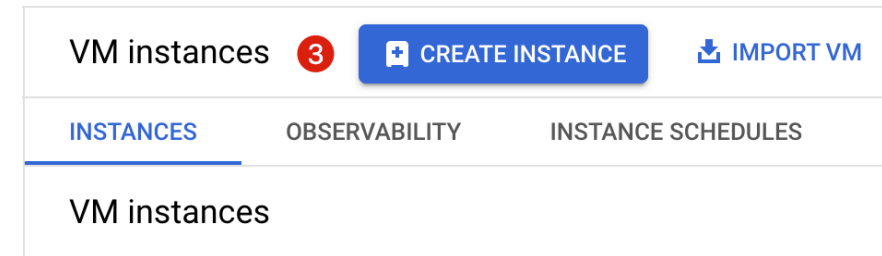 VM instances 3 CREATE INSTANCE IMPORT VM
INSTANCES OBSERVABILITY INSTANCE SCHEDULES
VM instances